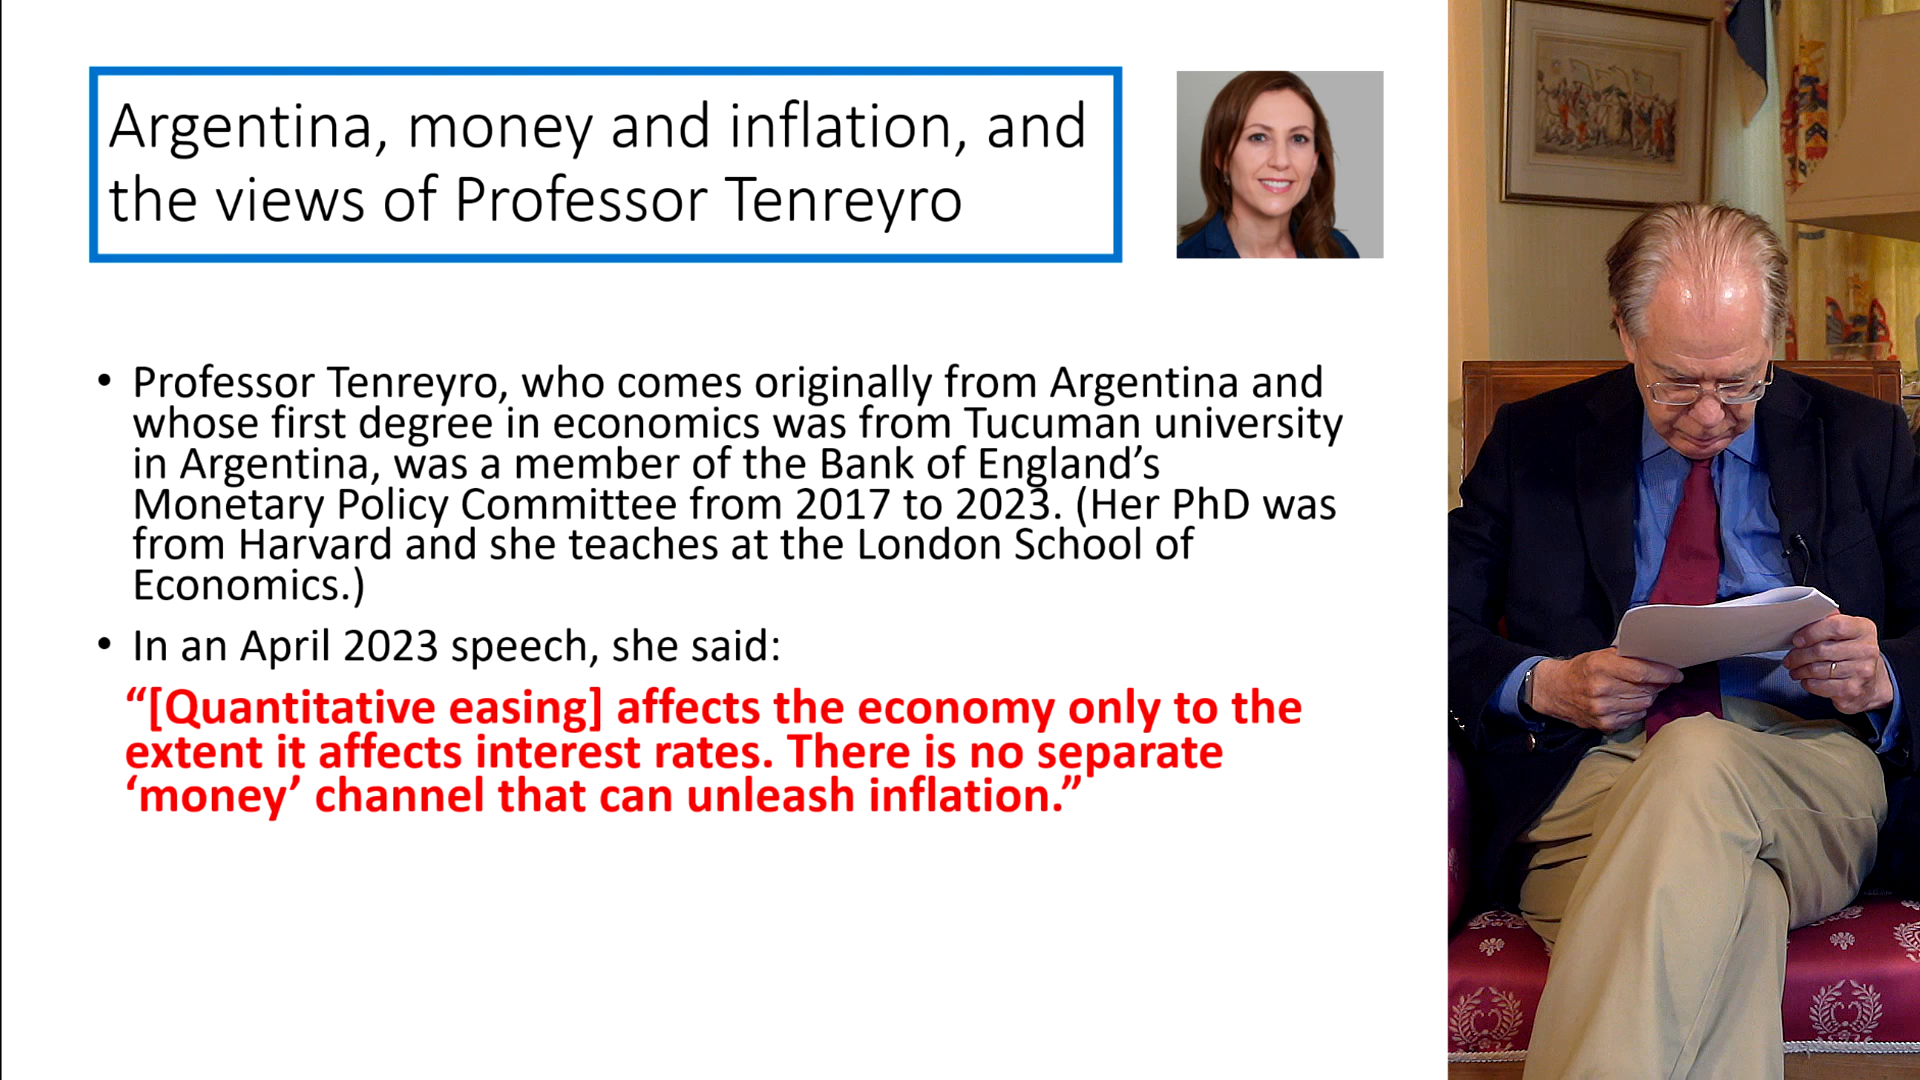 Argentina, money and inflation, and
the views of Professor Tenreyro
• Professor Tenreyro, who comes originally from Argentina and
whose first degree in economics was from Tucuman university
in Argentina, was a member of the Bank of England’s
Monetary Policy Committee from 2017 to 2023. (Her PhD was
from Harvard and she teaches at the London School of
Economics.)
• In an April 2023 speech, she said:
“[Quantitative easing] affects the economy only to the
extent it affects interest rates. There is no separate
‘money’ channel that can unleash inflation.”